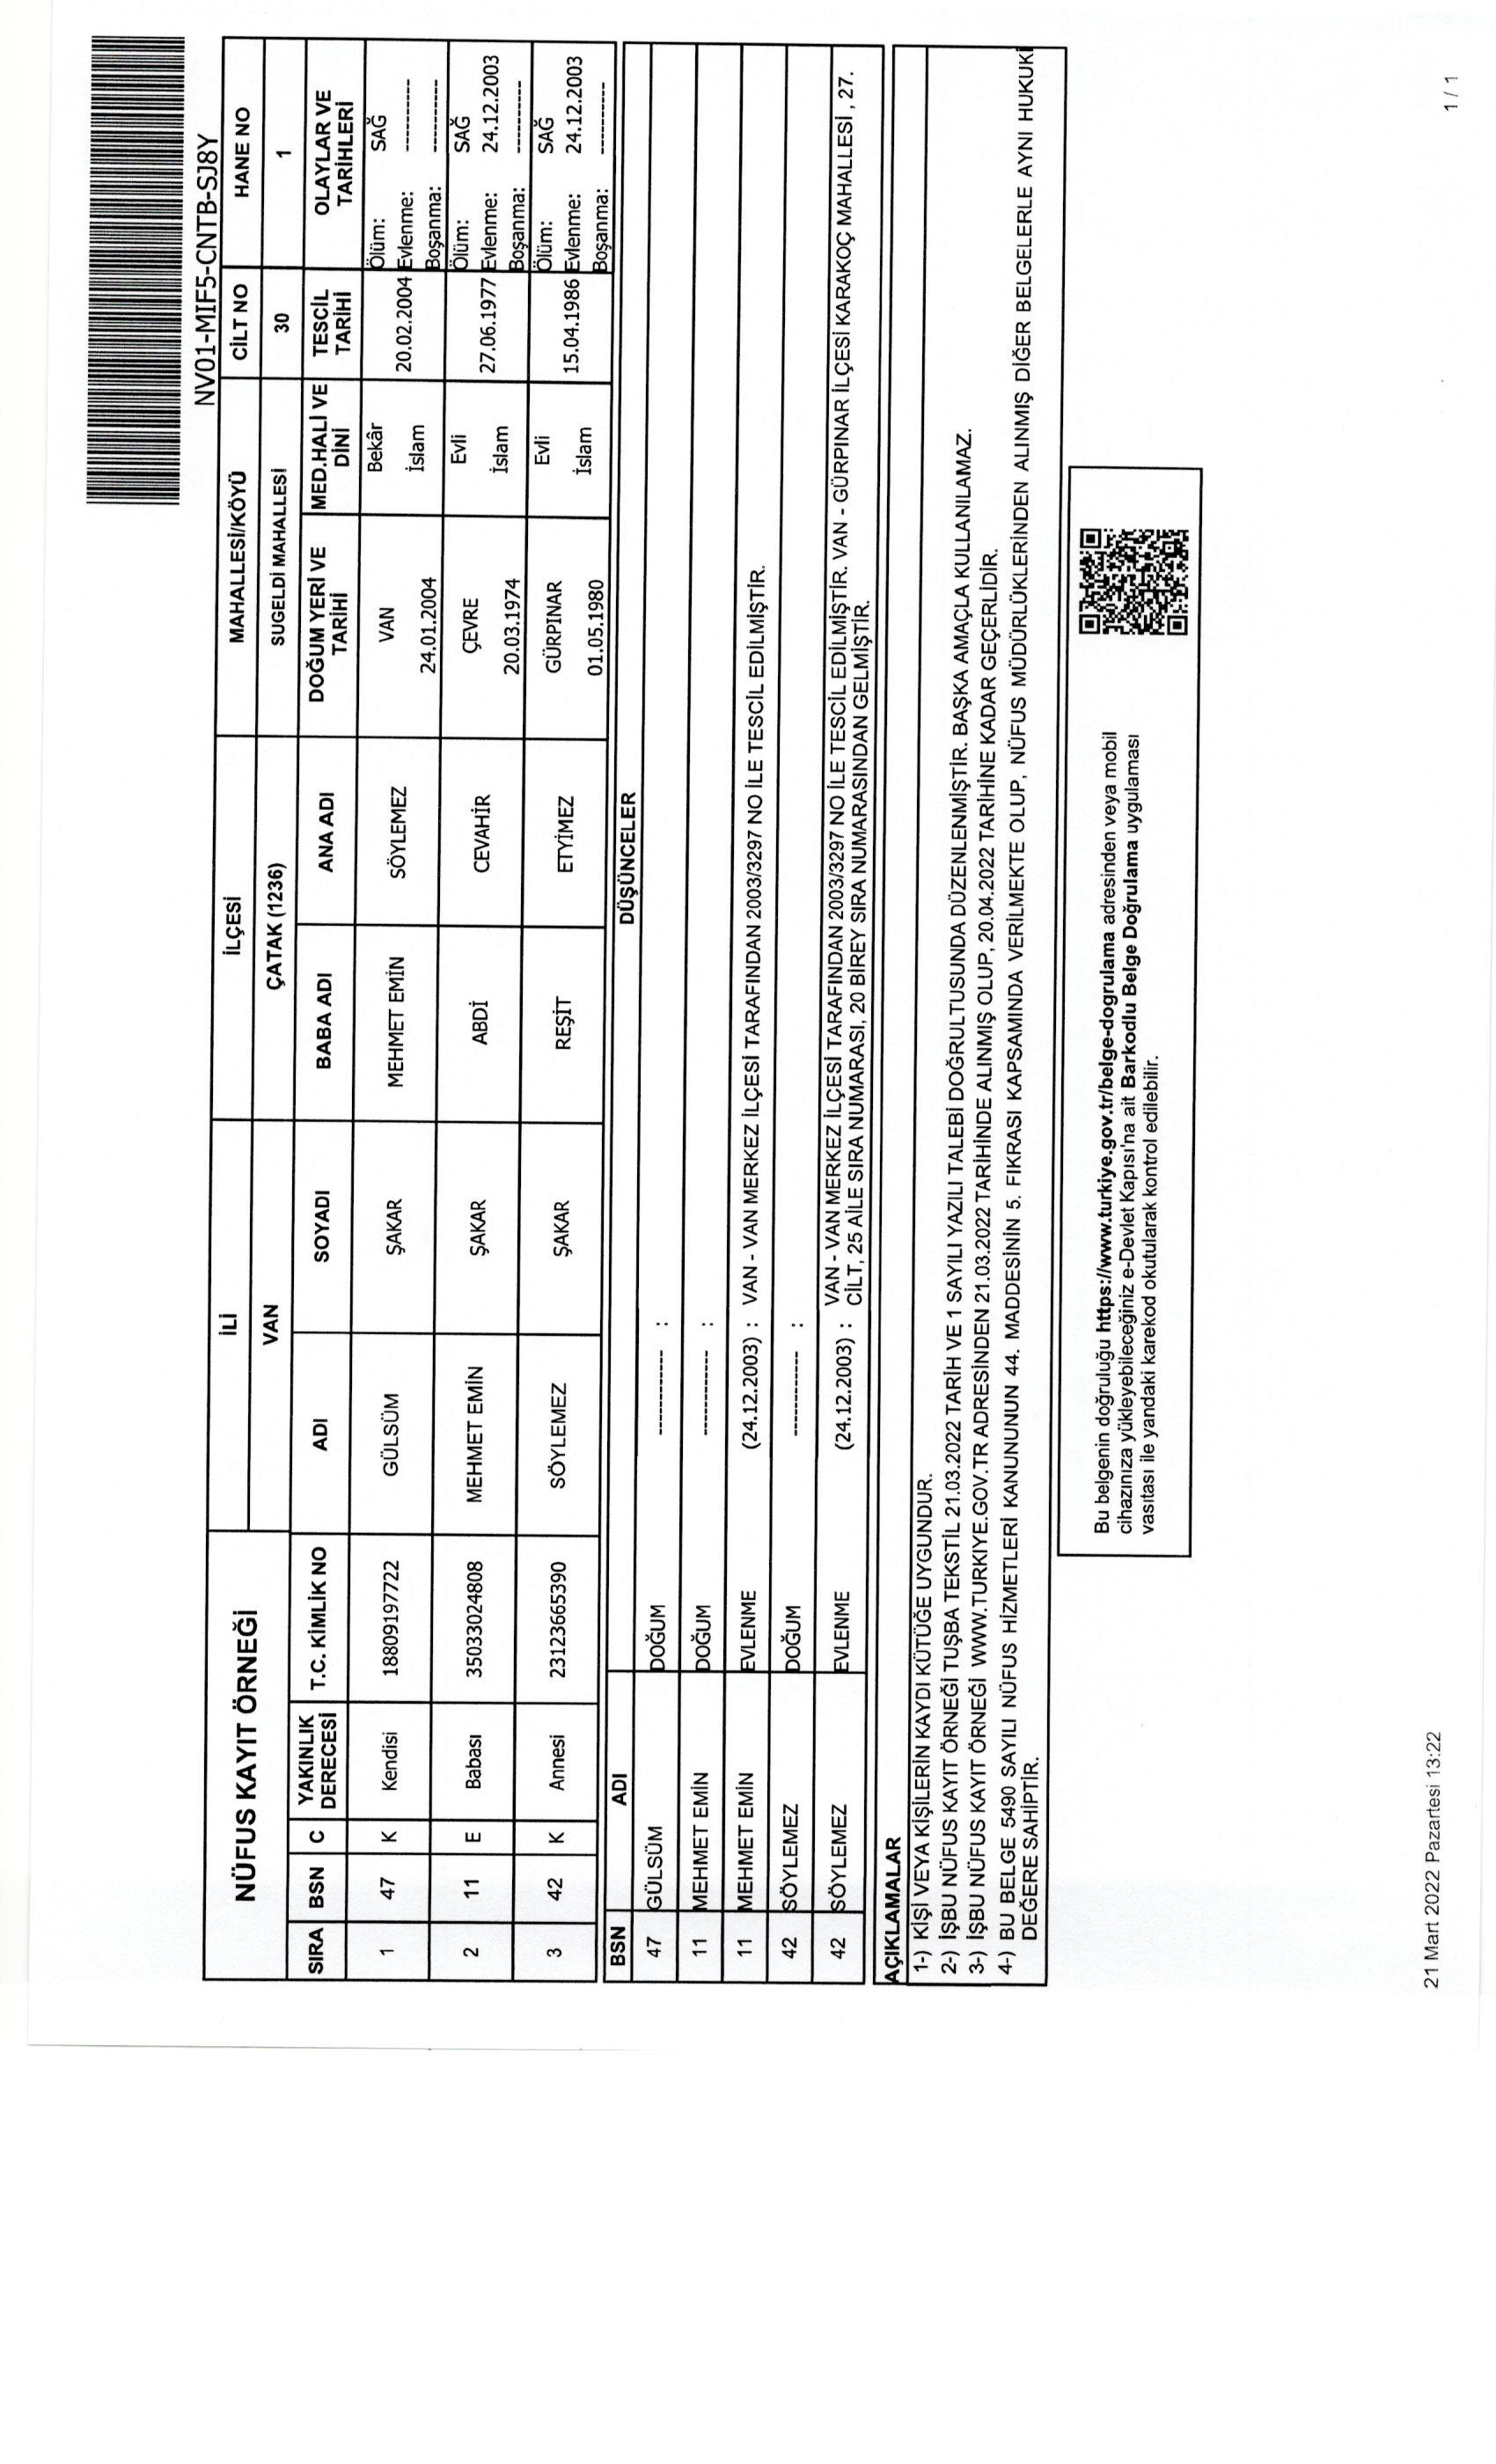 NV01-MIF5-CNTB-SJ8Y
NÜFUS KAYIT ÖRNEĞİ İLİ İLÇESİ MAHALLESİ/KÖYÜ CİLT NO HANE NO
VAN ÇATAK (1236) SUGELDİ MAHALLESİ 30 1
SIRA BSN C YAKINLIK DERECESİ T.C. KİMLİK NO ADI SOYADI BABA ADI ANA ADI DOĞUM YERİ VE TARİHİ MED.HALİ VE DİNİ TESCİL TARİHİ OLAYLAR VE TARİHLERİ
1 47 K Kendisi 18809197722 GÜLSÜM ŞAKAR MEHMET EMİN SÖYLEMEZ VAN 24.01.2004 Bekâr İslam 20.02.2004 Ölüm: SAĞ Evlenme: ---------- Boşanma: ----------
2 11 E Babası 35033024808 MEHMET EMİN ŞAKAR ABDİ CEVAHİR ÇEVRE 20.03.1974 Evli İslam 27.06.1977 Ölüm: SAĞ Evlenme: 24.12.2003 Boşanma: ----------
3 42 K Annesi 23123665390 SÖYLEMEZ ŞAKAR REŞİT ETYİMEZ GÜRPINAR 01.05.1980 Evli İslam 15.04.1986 Ölüm: SAĞ Evlenme: 24.12.2003 Boşanma: ----------
BSN ADI DÜŞÜNCELER
47 GÜLSÜM DOĞUM ------------ :
11 MEHMET EMİN DOĞUM ------------ :
11 MEHMET EMİN EVLENME (24.12.2003) : VAN - VAN MERKEZ İLÇESİ TARAFINDAN 2003/3297 NO İLE TESCİL EDİLMİŞTİR.
42 SÖYLEMEZ DOĞUM ------------ :
42 SÖYLEMEZ EVLENME (24.12.2003) : VAN - VAN MERKEZ İLÇESİ TARAFINDAN 2003/3297 NO İLE TESCİL EDİLMİŞTİR. VAN - GÜRPINAR İLÇESİ KARAKOÇ MAHALLESİ , 27.
CİLT, 25 AİLE SIRA NUMARASI, 20 BİREY SIRA NUMARASINDAN GELMİŞTİR.
AÇIKLAMALAR
1-) KİŞİ VEYA KİŞİLERİN KAYDI KÜTÜĞE UYGUNDUR.
2-) İŞBU NÜFUS KAYIT ÖRNEĞİ TUŞBA TEKSTİL 21.03.2022 TARİH VE 1 SAYILI YAZILI TALEBİ DOĞRULTUSUNDA DÜZENLENMİŞTİR. BAŞKA AMAÇLA KULLANILAMAZ.
3-) İŞBU NÜFUS KAYIT ÖRNEĞİ WWW.TURKIYE.GOV.TR ADRESİNDEN 21.03.2022 TARİHİNDE ALINMIŞ OLUP, 20.04.2022 TARİHİNE KADAR GEÇERLİDİR.
4-) BU BELGE 5490 SAYILI NÜFUS HİZMETLERİ KANUNUNUN 44. MADDESİNİN 5. FIKRASI KAPSAMINDA VERİLMEKTE OLUP, NÜFUS MÜDÜRLÜKLERİNDEN ALINMIŞ DİĞER BELGELERLE AYNI HUKUKİ
DEĞERE SAHİPTİR.
Bu belgenin doğruluğu https://www.turkiye.gov.tr/belge-dogrulama adresinden veya mobil
cihazınıza yükleyebileceğiniz e-Devlet Kapısı'na ait Barkodlu Belge Doğrulama uygulaması
vasıtası ile yandaki karekod okutularak kontrol edilebilir.
21 Mart 2022 Pazartesi 13:22 1 / 1